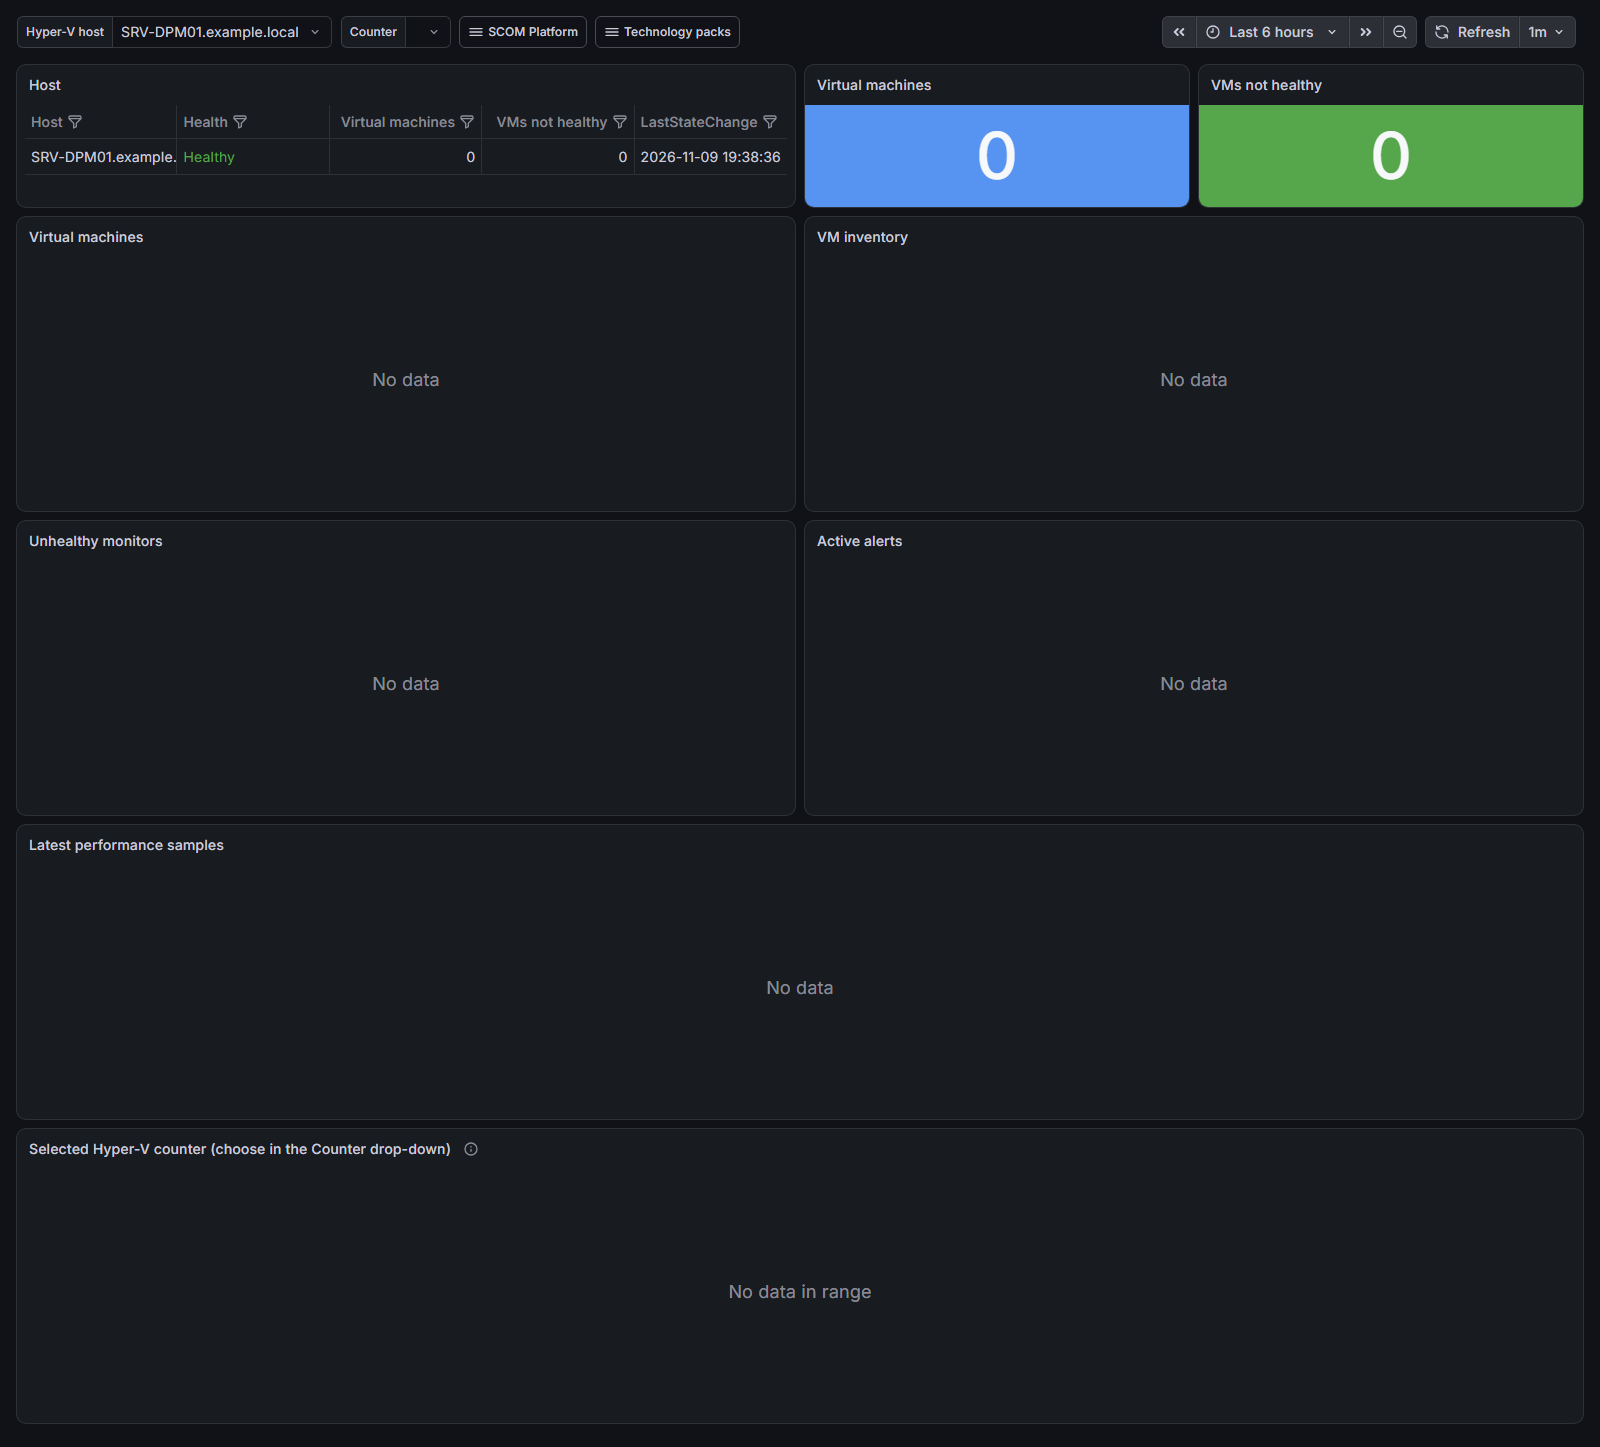 Hyper-V host SRV-DPM01.example.local Counter SCOM Platform Technology packs Last 6 hours Refresh 1m
Host
Host Health Virtual machines VMs not healthy LastStateChange
SRV-DPM01.example. Healthy 0 0 2026-11-09 19:38:36
Virtual machines
0
VMs not healthy
0
Virtual machines
No data
VM inventory
No data
Unhealthy monitors
No data
Active alerts
No data
Latest performance samples
No data
Selected Hyper-V counter (choose in the Counter drop-down)
No data in range